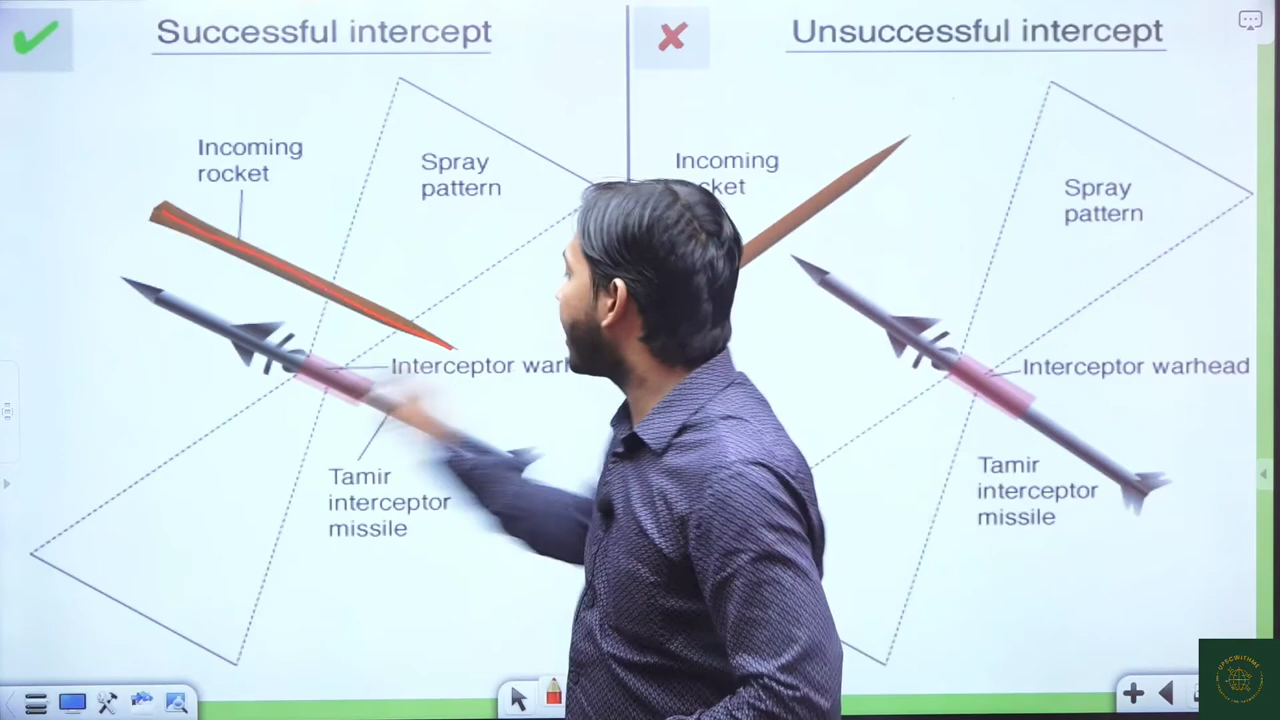 Successful intercept
Unsuccessful intercept
Incoming
rocket
Spray
pattern
Interceptor
Tamir
interceptor
missile
Incoming
Spray
pattern
Interceptor warhead
Tamir
interceptor
missile
UPSCWITHME